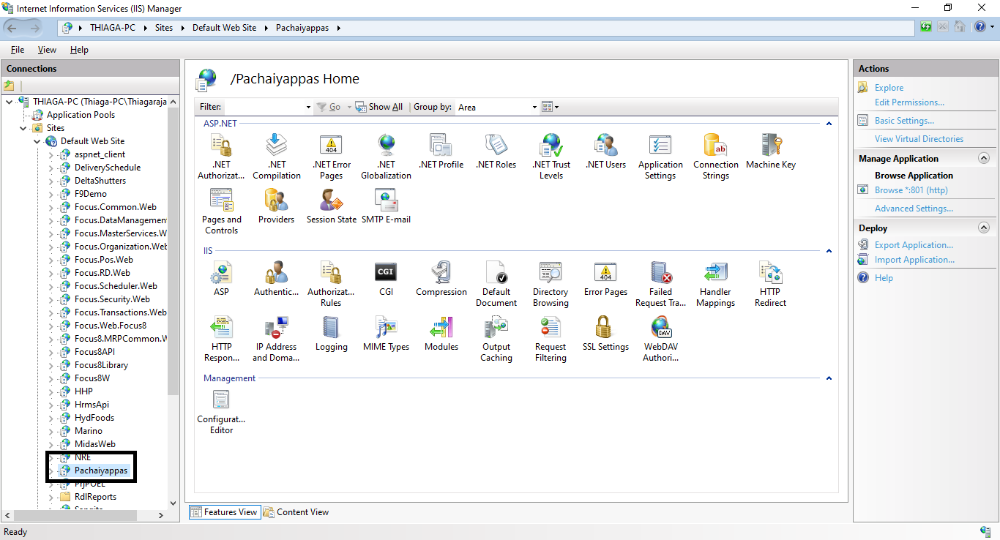 Internet Information Services (IIS) Manager
THIAGA-PC Sites Default Web Site Pachaiyappas
File View Help
Connections
THIAGA-PC (Thiaga-PC\Thiagaraja
Application Pools
Sites
Default Web Site
aspnet_client
DeliverySchedule
DeltaShutters
F9Demo
Focus.Common.Web
Focus.DataManagemen
Focus.MasterServices.W
Focus.Organization.Web
Focus.Pos.Web
Focus.RD.Web
Focus.Scheduler.Web
Focus.Security.Web
Focus.Transactions.Web
Focus.Web.Focus8
Focus8.MRPCommon.W
Focus8API
Focus8Library
Focus8W
HHP
HrmsApi
HydFoods
Marino
MidasWeb
NRE
Pachaiyappas
PrjPOEL
RdlReports
/Pachaiyappas Home
Filter: Go Show All Group by: Area
ASP.NET
.NET Authorizat...
.NET Compilation
.NET Error Pages
.NET Globalization
.NET Profile
.NET Roles
.NET Trust Levels
.NET Users
Application Settings
Connection Strings
Machine Key
Pages and Controls
Providers
Session State
SMTP E-mail
IIS
ASP
Authentic...
Authorizat... Rules
CGI
CGI
Compression
Default Document
Directory Browsing
Error Pages
Failed Request Tra...
Handler Mappings
HTTP Redirect
HTTP Respon...
IP Address and Doma...
Logging
MIME Types
Modules
Output Caching
Request Filtering
SSL Settings
WebDAV Authori...
Management
Configurat... Editor
Features View Content View
Actions
Explore
Edit Permissions...
Basic Settings...
View Virtual Directories
Manage Application
Browse Application
Browse *:801 (http)
Advanced Settings...
Deploy
Export Application...
Import Application...
Help
Ready